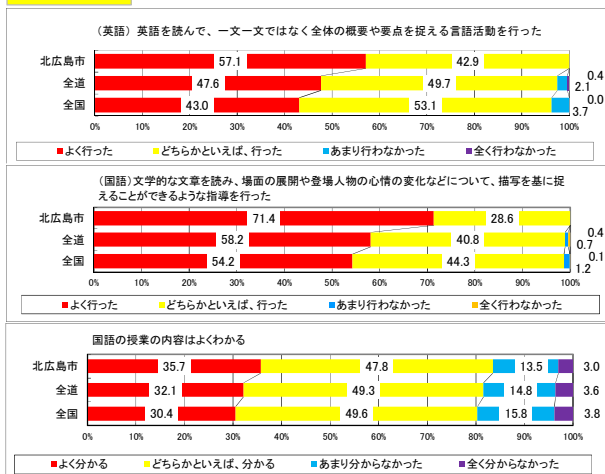 (英語) 英語を読んで、一文一文ではなく全体の概要や要点を捉える言語活動を行った
北広島市 57.1 42.9
全道 47.6 49.7 2.1 0.4
全国 43.0 53.1 3.7 0.0
0% 10% 20% 30% 40% 50% 60% 70% 80% 90% 100%
■よく行った ■どちらかといえば、行った ■あまり行わなかった ■全く行わなかった
(国語)文学的な文章を読み、場面の展開や登場人物の心情の変化などについて、描写を基に捉
えることができるような指導を行った
北広島市 71.4 28.6
全道 58.2 40.8 0.7 0.4
全国 54.2 44.3 1.2 0.1
0% 10% 20% 30% 40% 50% 60% 70% 80% 90% 100%
■よく行った ■どちらかといえば、行った ■あまり行わなかった ■全く行わなかった
国語の授業の内容はよくわかる
北広島市 35.7 47.8 13.5 3.0
全道 32.1 49.3 14.8 3.6
全国 30.4 49.6 15.8 3.8
0% 10% 20% 30% 40% 50% 60% 70% 80% 90% 100%
■よく分かる ■どちらかといえば、分かる ■あまり分からなかった ■全く分からなかった